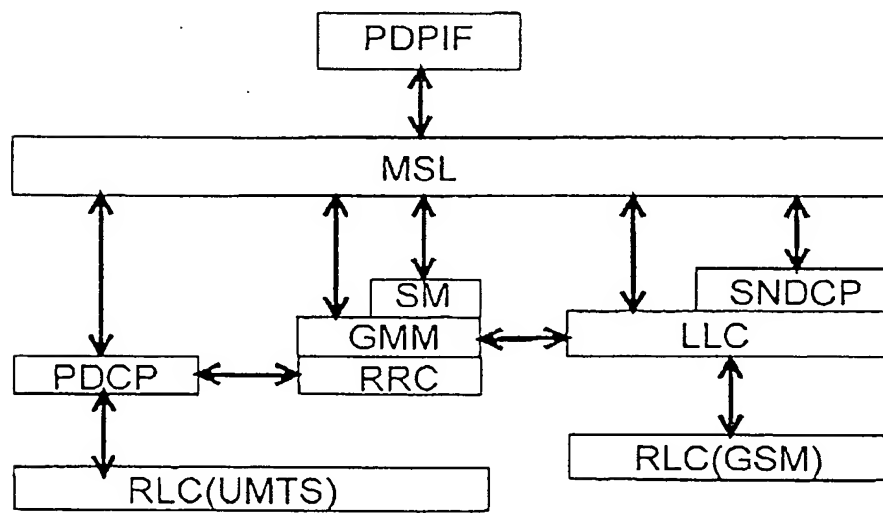 PDPIF
MSL
SM
SNDCP
GMM
LLC
PDCP
RRC
RLC(GSM)
RLC(UMTS)